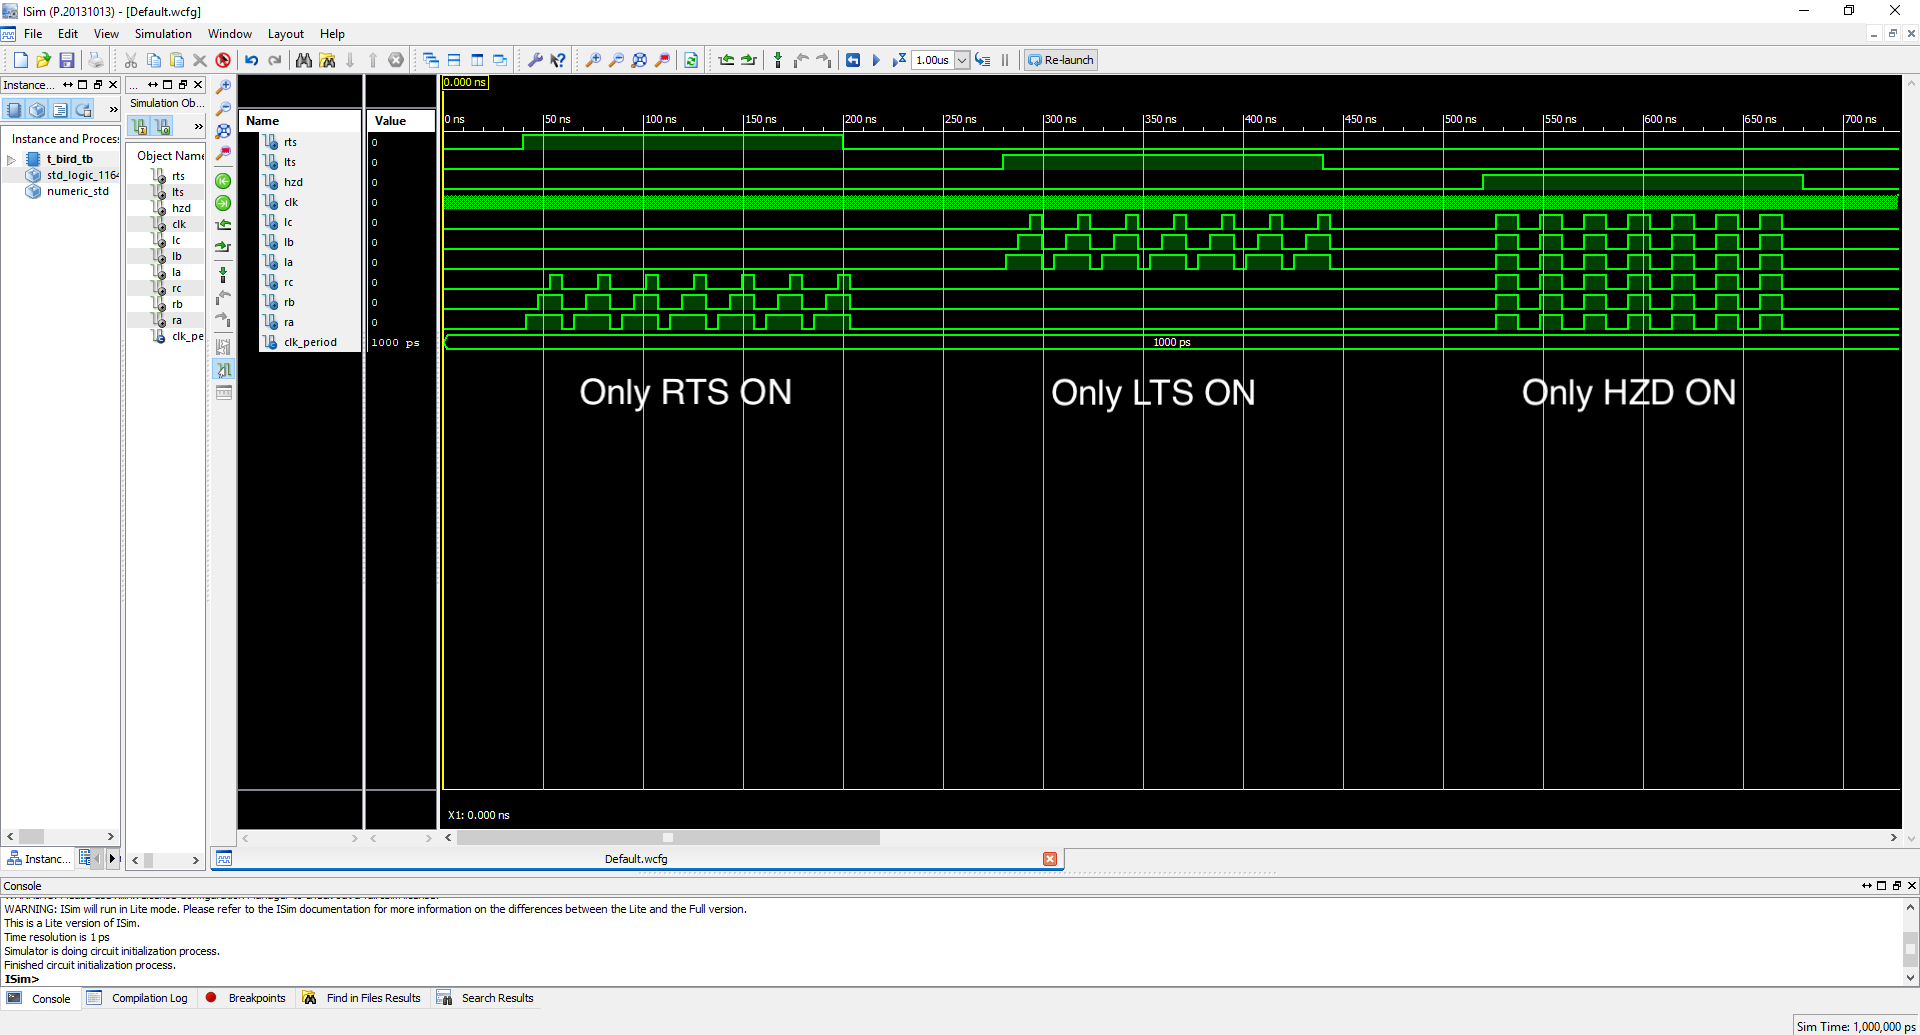 ISim (P.20131013) - [Default.wcfg]
File Edit View Simulation Window Layout Help
1.00us
Re-launch
Instance...
...
Simulation Ob...
»
»
Instance and Proces
t_bird_tb
std_logic_1164
numeric_std
Object Name
rts
lts
hzd
clk
lc
lb
la
rc
rb
ra
clk_pe
Name Value
rts 0
lts 0
hzd 0
clk 0
lc 0
lb 0
la 0
rc 0
rb 0
ra 0
clk_period 1000 ps
0.000 ns
0 ns 50 ns 100 ns 150 ns 200 ns 250 ns 300 ns 350 ns 400 ns 450 ns 500 ns 550 ns 600 ns 650 ns 700 ns
1000 ps
Only RTS ON Only LTS ON Only HZD ON
X1: 0.000 ns
Instanc...
Default.wcfg
Console
WARNING: ISim will run in Lite mode. Please refer to the ISim documentation for more information on the differences between the Lite and the Full version.
This is a Lite version of ISim.
Time resolution is 1 ps
Simulator is doing circuit initialization process.
Finished circuit initialization process.
ISim>
Console Compilation Log Breakpoints Find in Files Results Search Results
Sim Time: 1,000,000 ps